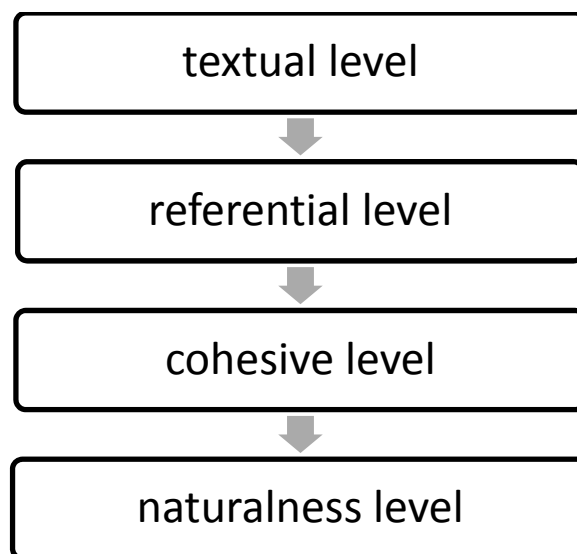 textual level
referential level
cohesive level
naturalness level